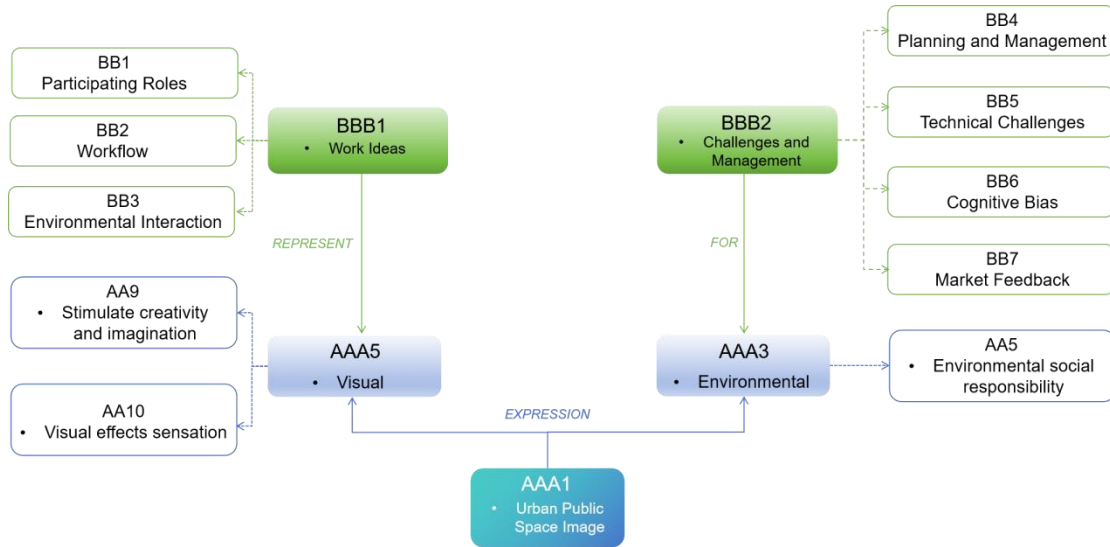 BB1
Participating Roles
BB2
Workflow
BB3
Environmental Interaction
BBB1
• Work Ideas
BBB2
• Challenges and
Management
BB4
Planning and Management
BB5
Technical Challenges
BB6
Cognitive Bias
BB7
Market Feedback
REPRESENT
FOR
AA9
• Stimulate creativity
and imagination
AA10
• Visual effects sensation
AAA5
• Visual
AAA3
• Environmental
AA5
• Environmental social
responsibility
EXPRESSION
AAA1
• Urban Public
Space Image